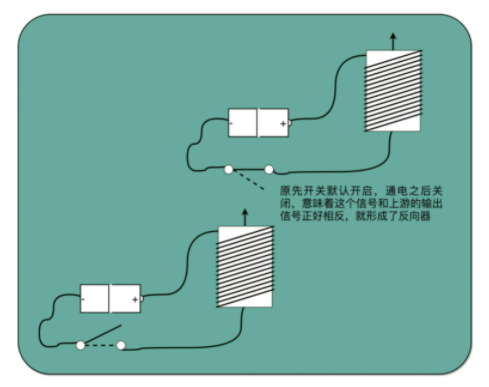 - +
原先开关默认开启，通电之后关
闭，意味着这个信号和上游的输出
信号正好相反，就形成了反向器
- +